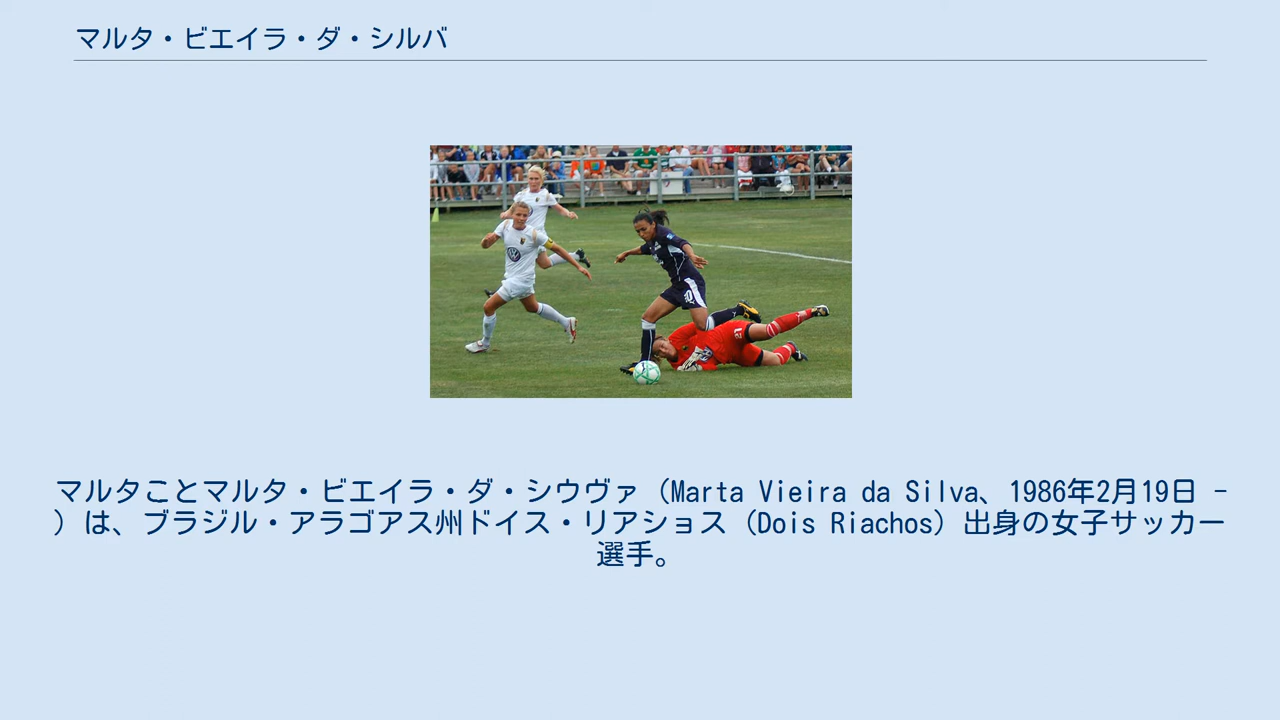 マルタ・ビエイラ・ダ・シルバ
マルタことマルタ・ビエイラ・ダ・シウヴァ（Marta Vieira da Silva、1986年2月19日 -
）は、ブラジル・アラゴアス州ドイス・リアショス（Dois Riachos）出身の女子サッカー
選手。